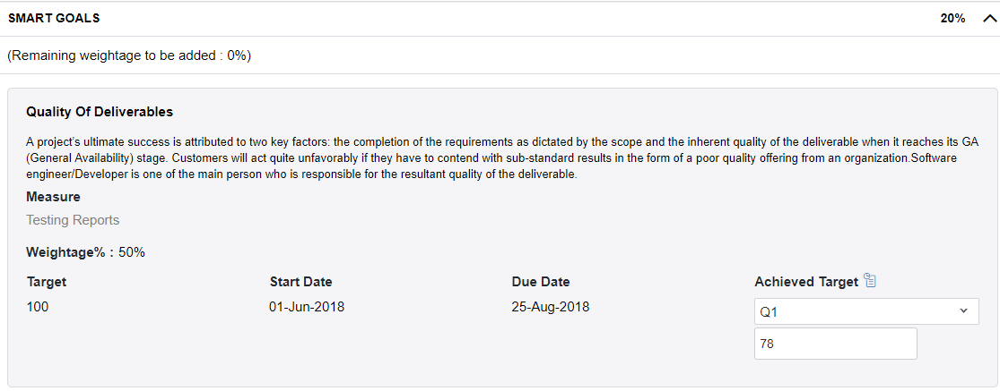 SMART GOALS 20%
(Remaining weightage to be added : 0%)
Quality Of Deliverables
A project's ultimate success is attributed to two key factors: the completion of the requirements as dictated by the scope and the inherent quality of the deliverable when it reaches its GA
(General Availability) stage. Customers will act quite unfavorably if they have to contend with sub-standard results in the form of a poor quality offering from an organization.Software
engineer/Developer is one of the main person who is responsible for the resultant quality of the deliverable.
Measure
Testing Reports
Weightage% : 50%
Target Start Date Due Date Achieved Target
100 01-Jun-2018 25-Aug-2018 Q1
78